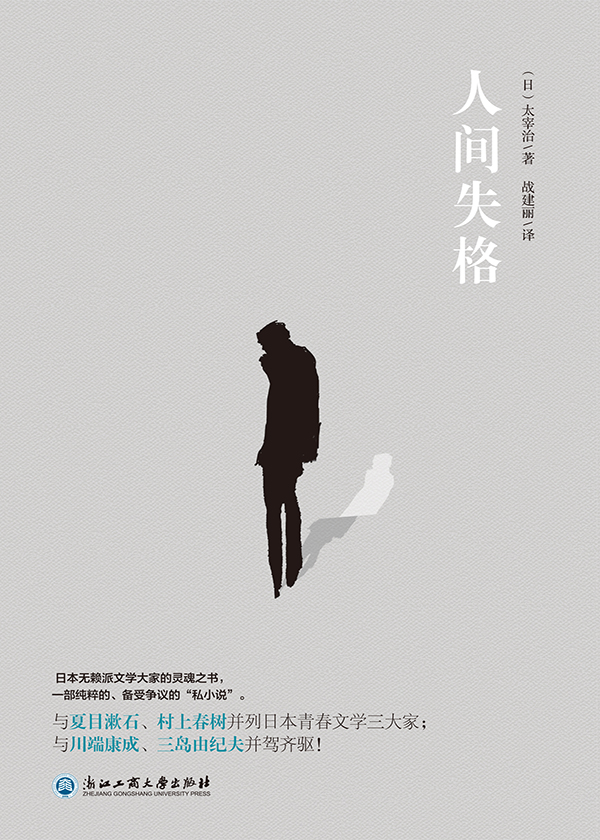 人间失格
（日）太宰治\著　战建丽\译
日本无赖派文学大家的灵魂之书，
一部纯粹的、备受争议的“私小说”。
与夏目漱石、村上春树并列日本青春文学三大家；
与川端康成、三岛由纪夫并驾齐驱！
浙江工商大学出版社
ZHEJIANG GONGSHANG UNIVERSITY PRESS